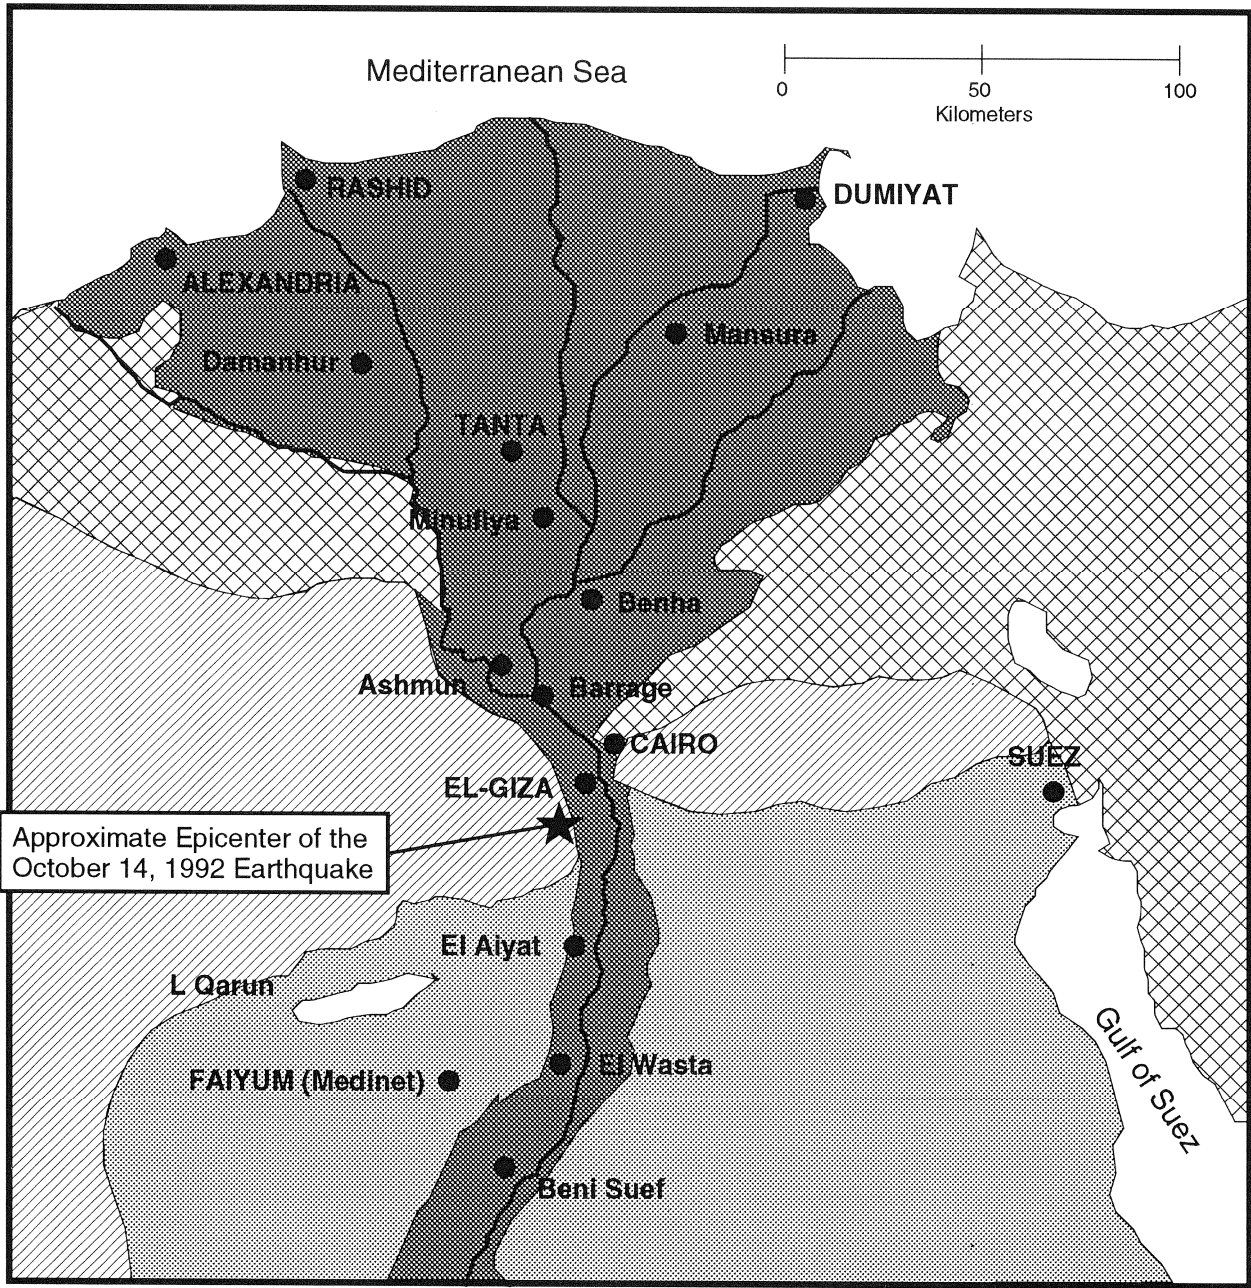 Mediterranean Sea
0 50 100
Kilometers
RASHID
DUMIYAT
ALEXANDRIA
Mansura
Damanhur
TANTA
Minufiya
Benha
Ashmun
Barrage
CAIRO
SUEZ
EL-GIZA
Approximate Epicenter of the
October 14, 1992 Earthquake
El Aiyat
L Qarun
Gulf of Suez
El Wasta
FAIYUM (Medinet)
Beni Suef